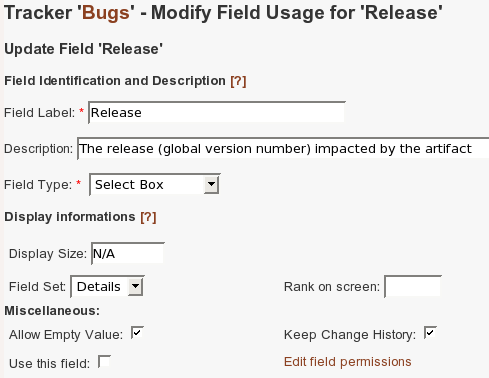 Tracker 'Bugs' - Modify Field Usage for 'Release'
Update Field 'Release'
Field Identification and Description [?]
Field Label: * Release
Description: The release (global version number) impacted by the artifact
Field Type: * Select Box
Display informations [?]
Display Size: N/A
Field Set: Details Rank on screen:
Miscellaneous:
Allow Empty Value: Keep Change History:
Use this field: Edit field permissions